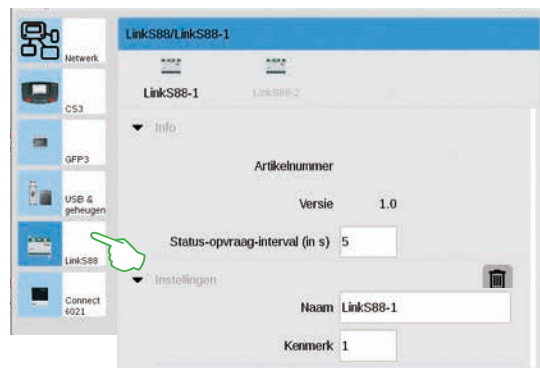 Netwerk
CS3
GFP3
USB &
geheugen
LinkS88
Connect
6021
LinkS88/LinkS88-1
LinkS88-1
LinkS88-2
Info
Artikelnummer
Versie 1.0
Status-opvraag-interval (in s) 5
Instellingen
Naam LinkS88-1
Kenmerk 1